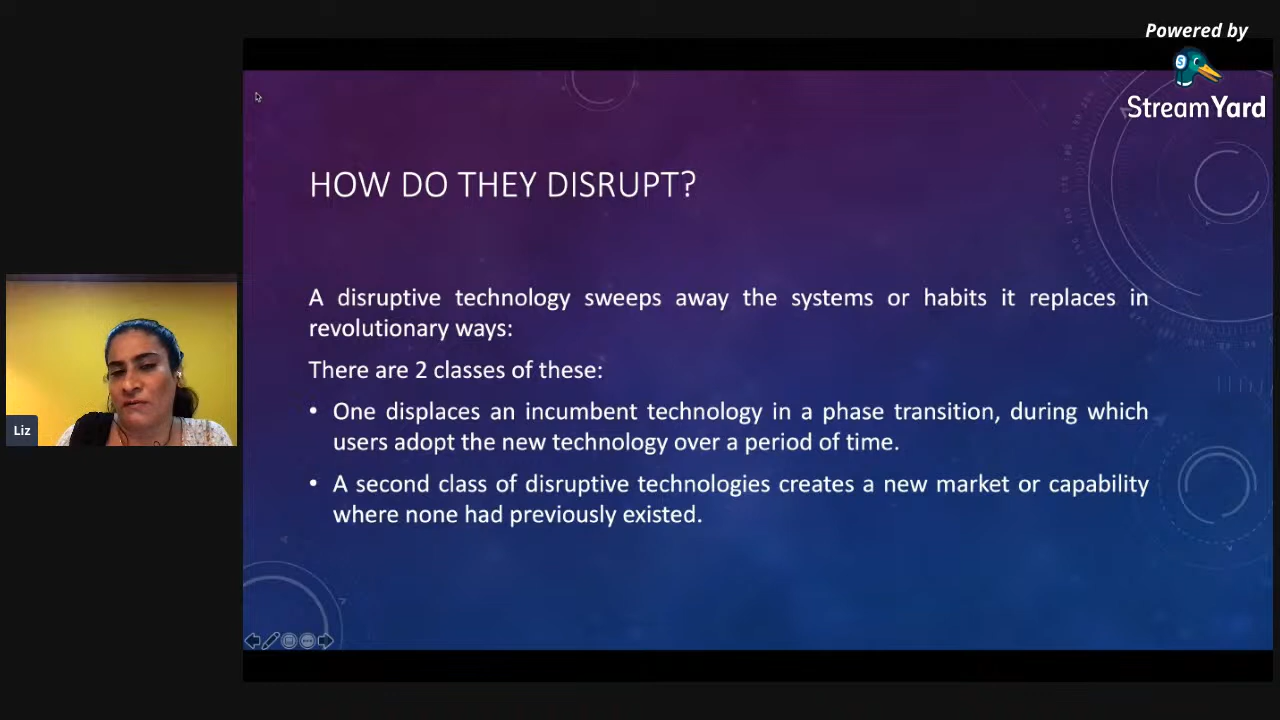 Powered by
StreamYard
HOW DO THEY DISRUPT?
A disruptive technology sweeps away the systems or habits it replaces in
revolutionary ways:
There are 2 classes of these:
• One displaces an incumbent technology in a phase transition, during which
users adopt the new technology over a period of time.
• A second class of disruptive technologies creates a new market or capability
where none had previously existed.
Liz